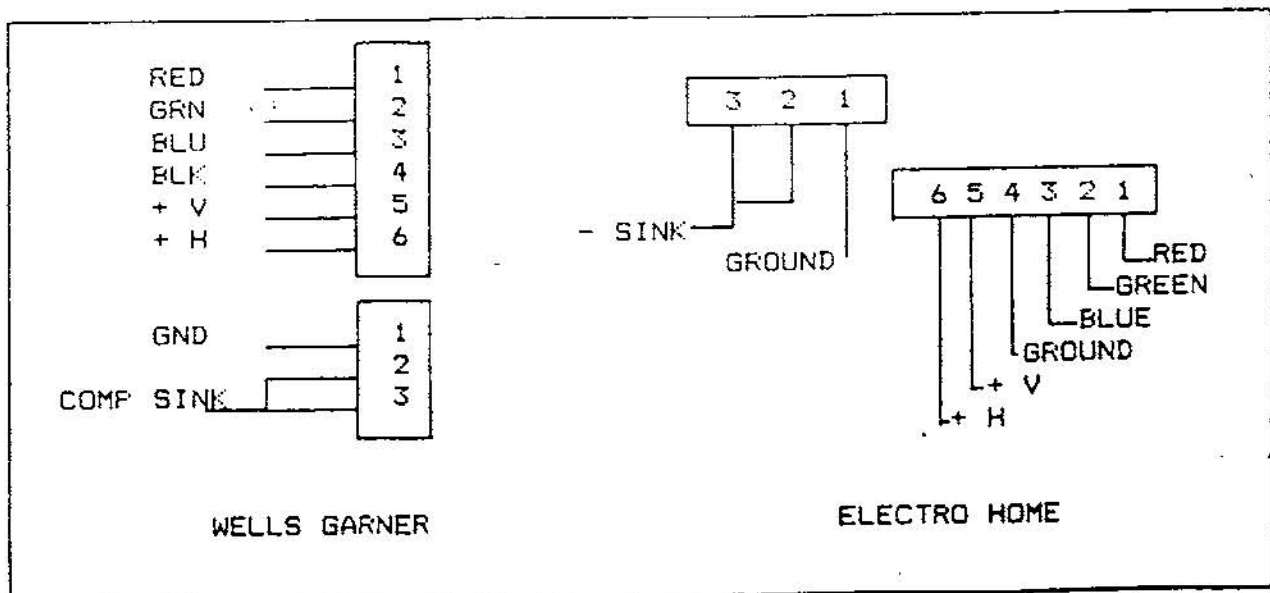 RED 1
GRN 2
BLU 3
BLK 4
+ V 5
+ H 6
GND 1
2
COMP SINK 3
WELLS GARNER
3 2 1
- SINK
GROUND
6 5 4 3 2 1
RED
GREEN
BLUE
GROUND
+ V
+ H
ELECTRO HOME